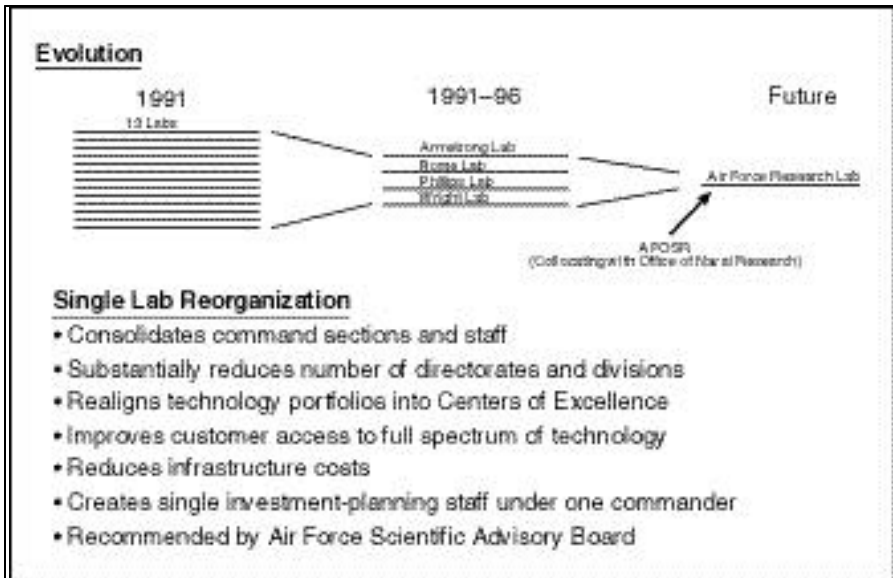 Evolution
1991
1991–96
Future
13 Labs
Armstrong Lab
Rome Lab
Phillips Lab
Wright Lab
Air Force Research Lab
AFOSR
(Collocating with Office of Naval Research)
Single Lab Reorganization
• Consolidates command sections and staff
• Substantially reduces number of directorates and divisions
• Realigns technology portfolios into Centers of Excellence
• Improves customer access to full spectrum of technology
• Reduces infrastructure costs
• Creates single investment-planning staff under one commander
• Recommended by Air Force Scientific Advisory Board